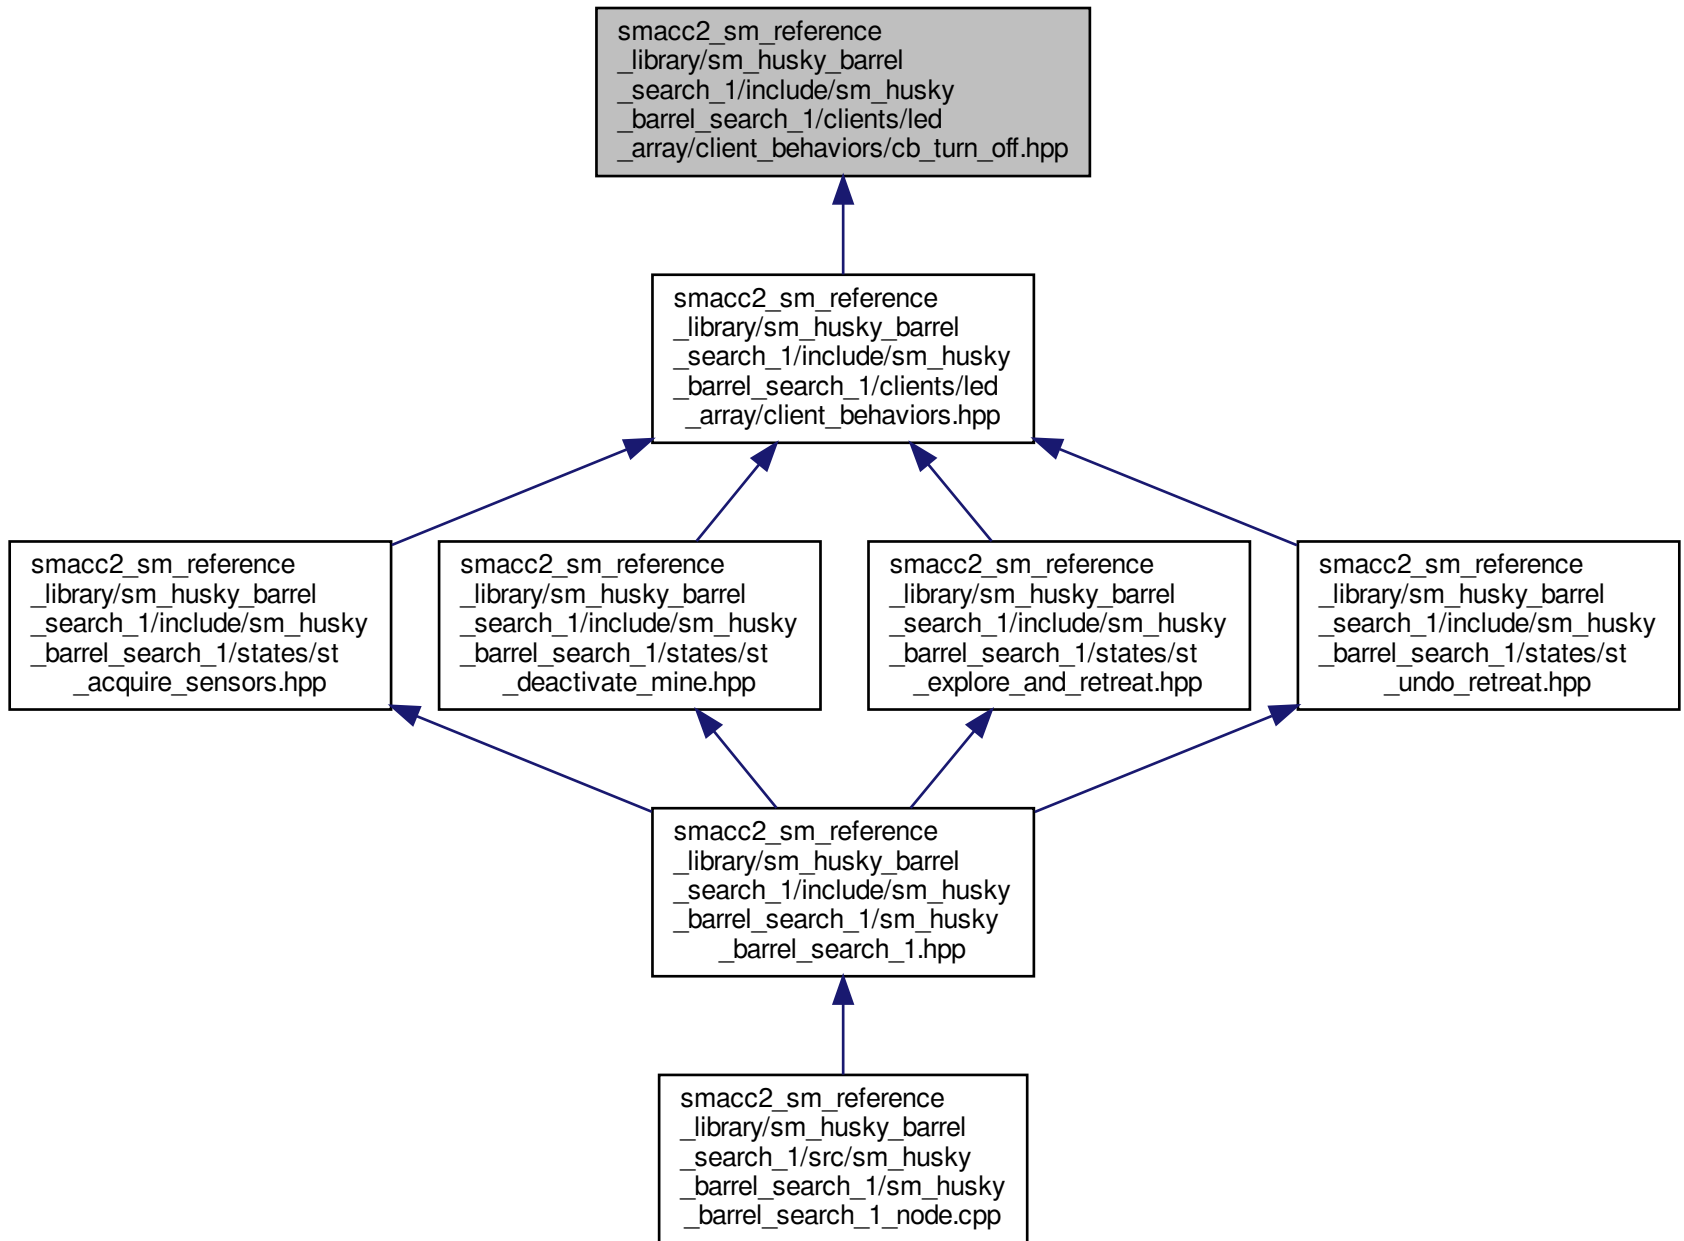 smacc2_sm_reference
_library/sm_husky_barrel
_search_1/include/sm_husky
_barrel_search_1/clients/led
_array/client_behaviors/cb_turn_off.hpp
smacc2_sm_reference
_library/sm_husky_barrel
_search_1/include/sm_husky
_barrel_search_1/clients/led
_array/client_behaviors.hpp
smacc2_sm_reference
_library/sm_husky_barrel
_search_1/include/sm_husky
_barrel_search_1/states/st
_acquire_sensors.hpp
smacc2_sm_reference
_library/sm_husky_barrel
_search_1/include/sm_husky
_barrel_search_1/states/st
_deactivate_mine.hpp
smacc2_sm_reference
_library/sm_husky_barrel
_search_1/include/sm_husky
_barrel_search_1/states/st
_explore_and_retreat.hpp
smacc2_sm_reference
_library/sm_husky_barrel
_search_1/include/sm_husky
_barrel_search_1/states/st
_undo_retreat.hpp
smacc2_sm_reference
_library/sm_husky_barrel
_search_1/include/sm_husky
_barrel_search_1/sm_husky
_barrel_search_1.hpp
smacc2_sm_reference
_library/sm_husky_barrel
_search_1/src/sm_husky
_barrel_search_1/sm_husky
_barrel_search_1_node.cpp